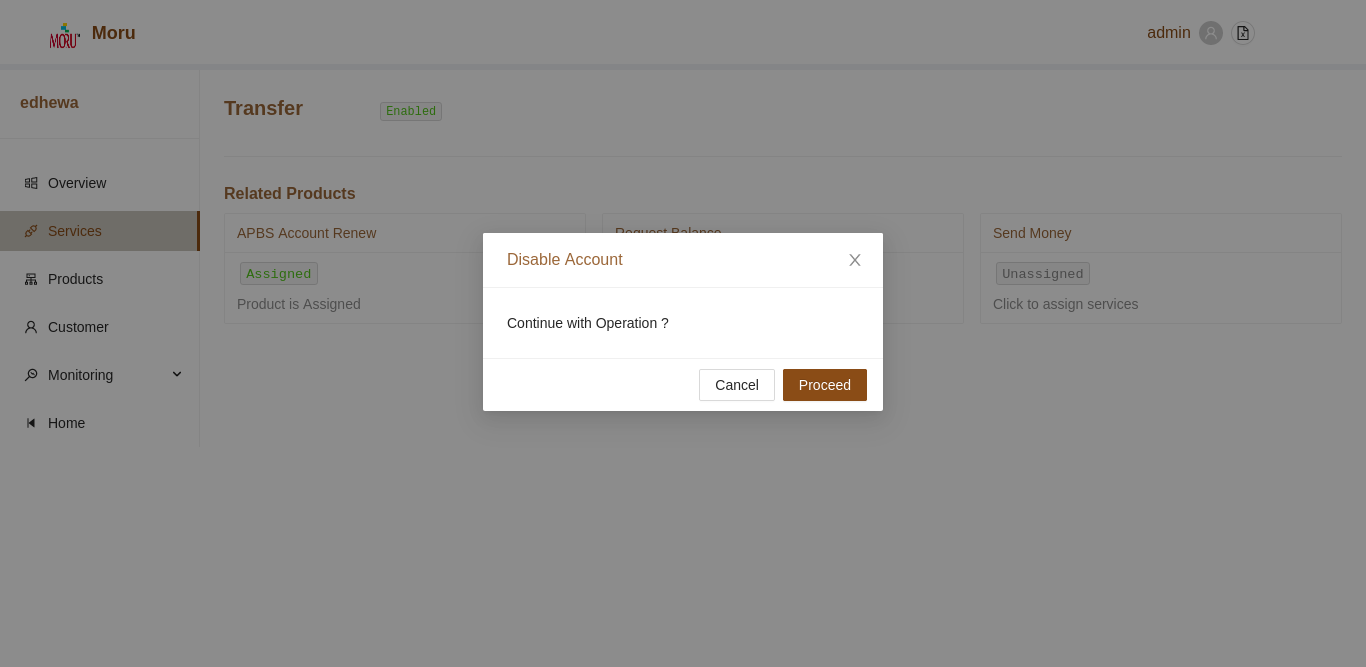 MORU
Moru
admin
edhewa
Transfer
Enabled
Overview
Services
Products
Customer
Monitoring
Home
Related Products
APBS Account Renew
Assigned
Product is Assigned
Request Balance
Send Money
Unassigned
Click to assign services
Disable Account
Continue with Operation ?
Cancel
Proceed